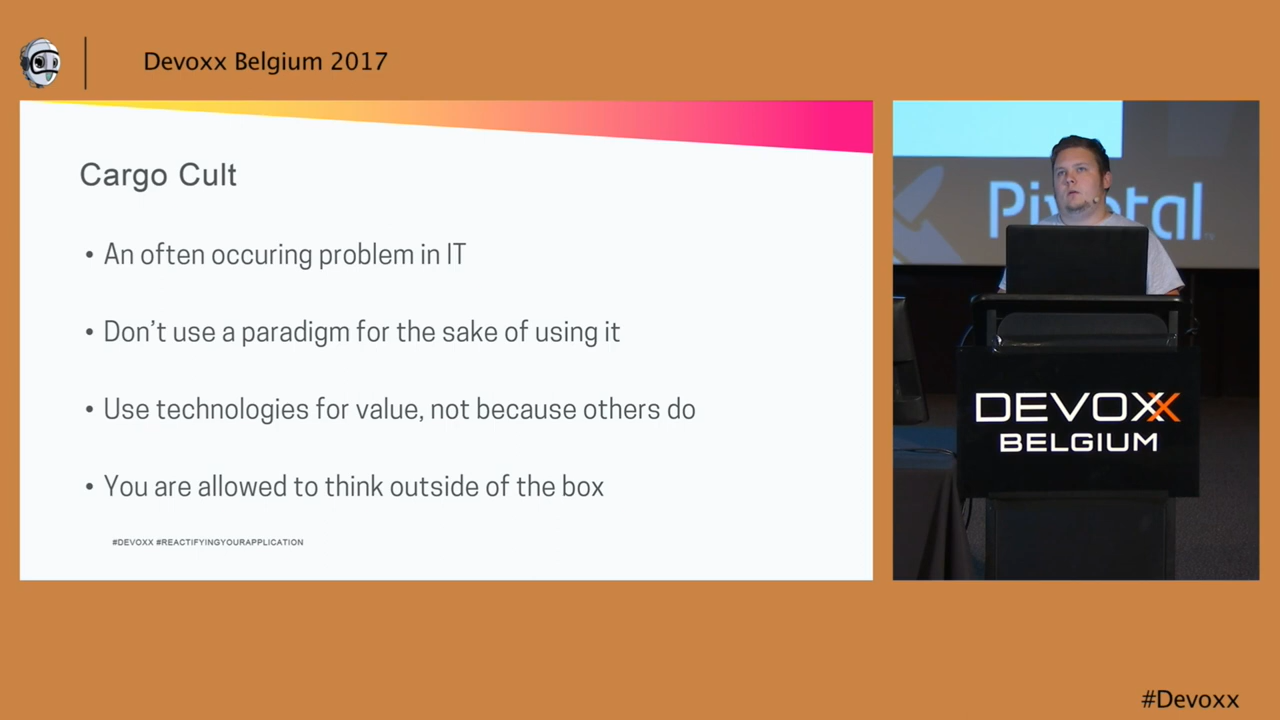 Devoxx Belgium 2017
Cargo Cult
• An often occuring problem in IT
• Don’t use a paradigm for the sake of using it
• Use technologies for value, not because others do
• You are allowed to think outside of the box
#DEVOXX #REACTIFYINGYOURAPPLICATION
Pivotal
DEVOXX
BELGIUM
#Devoxx